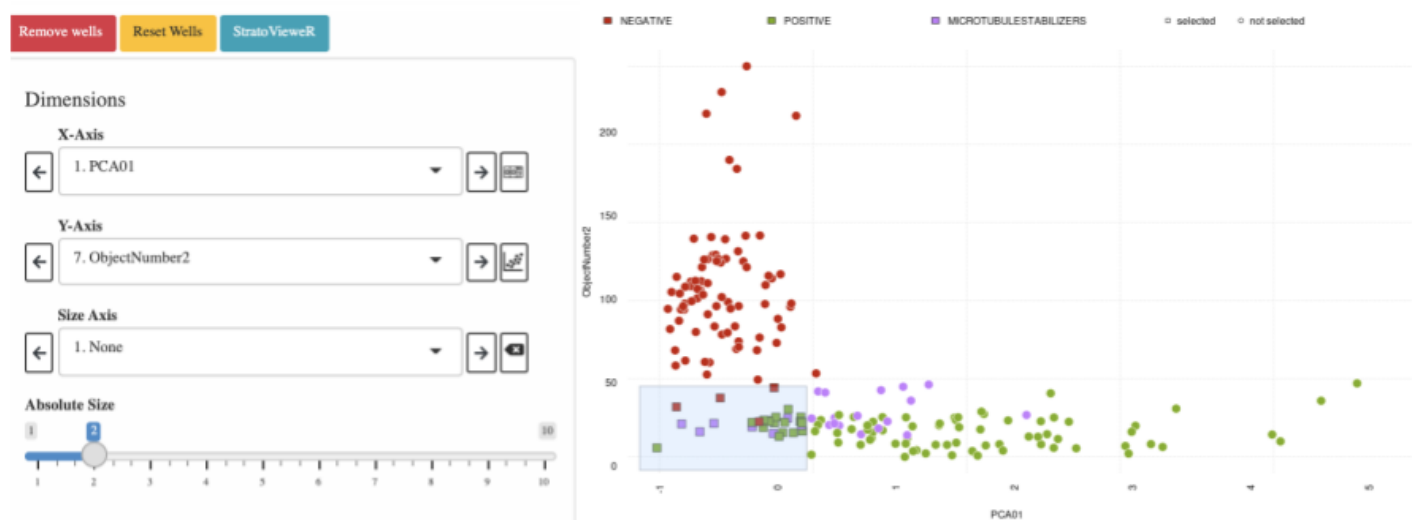 Remove wells
Reset Wells
StratoVieweR
Dimensions
X-Axis
1. PCA01
Y-Axis
7. ObjectNumber2
Size Axis
1. None
Absolute Size
1 2 10
1 2 3 4 5 6 7 8 9 10
NEGATIVE POSITIVE MICROTUBULESTABILIZERS selected not selected
ObjectNumber2
200
150
100
50
0
-1 0 1 2 3 4 5
PCA01